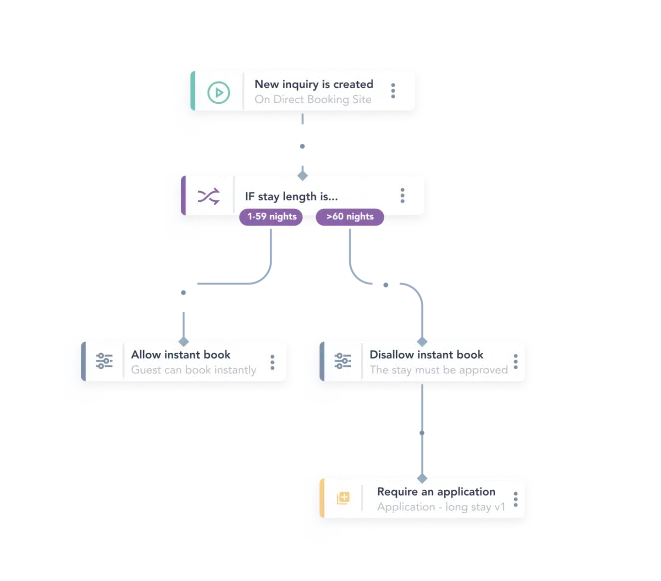 New inquiry is created
On Direct Booking Site
IF stay length is...
1-59 nights
>60 nights
Allow instant book
Guest can book instantly
Disallow instant book
The stay must be approved
Require an application
Application - long stay v1